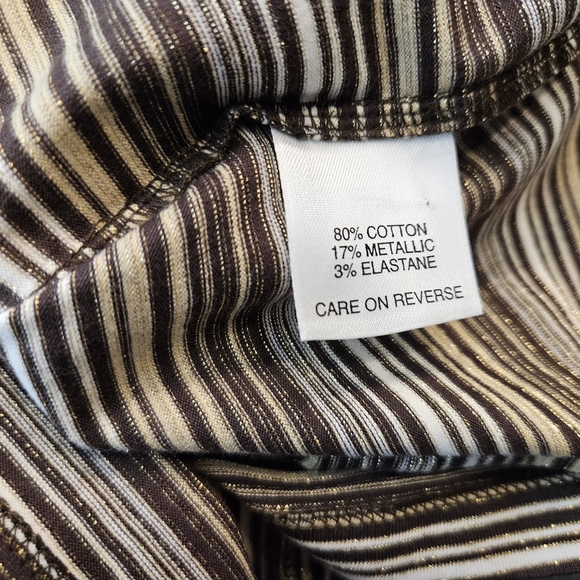 80% COTTON
17% METALLIC
3% ELASTANE
CARE ON REVERSE